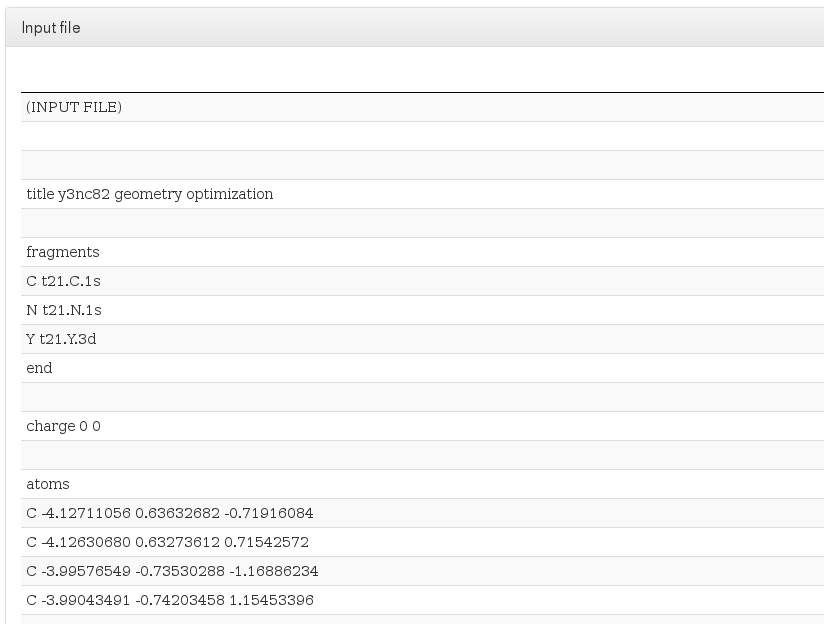 Input file
(INPUT FILE)
title y3nc82 geometry optimization
fragments
C t21.C.1s
N t21.N.1s
Y t21.Y.3d
end
charge 0 0
atoms
C -4.12711056 0.63632682 -0.71916084
C -4.12630680 0.63273612 0.71542572
C -3.99576549 -0.73530288 -1.16886234
C -3.99043491 -0.74203458 1.15453396